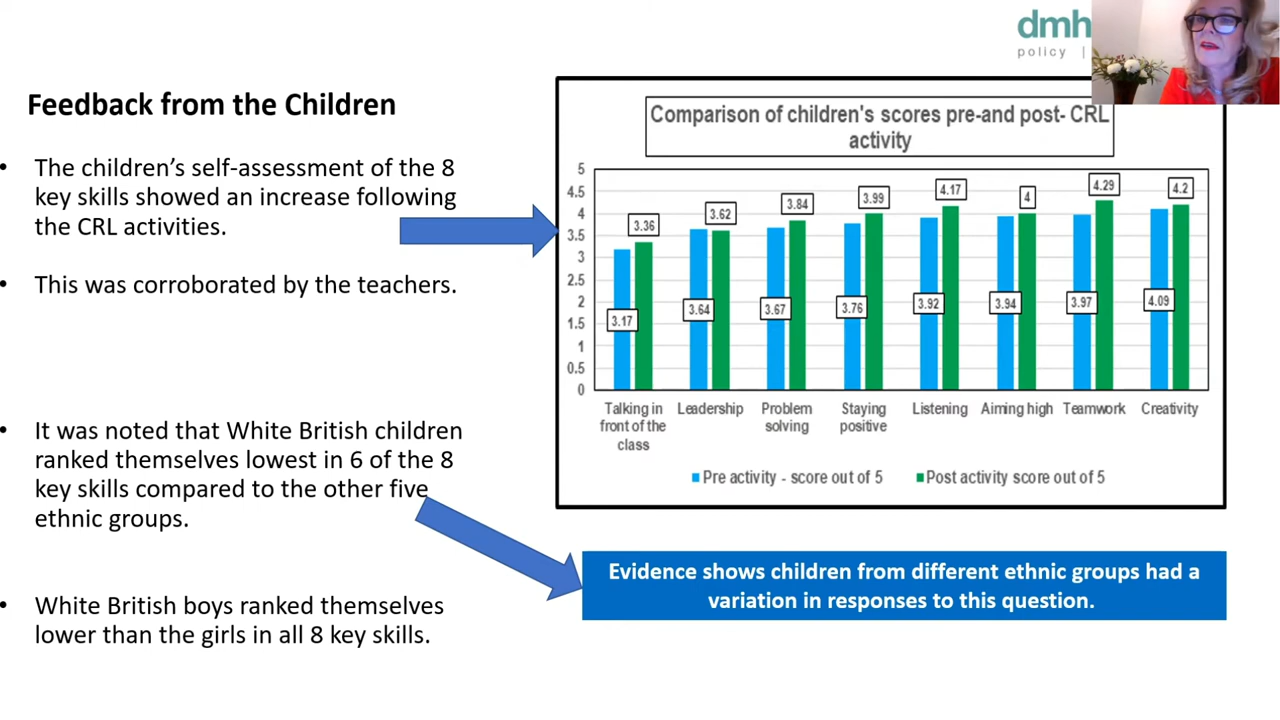 dmh
policy |
Feedback from the Children
• The children’s self-assessment of the 8
key skills showed an increase following
the CRL activities.
• This was corroborated by the teachers.
• It was noted that White British children
ranked themselves lowest in 6 of the 8
key skills compared to the other five
ethnic groups.
• White British boys ranked themselves
lower than the girls in all 8 key skills.
Comparison of children's scores pre-and post- CRL
activity
5
4.5
4
3.5
3
2.5
2
1.5
1
0.5
0
3.36
3.62
3.84
3.99
4.17
4
4.29
4.2
3.17
3.64
3.67
3.76
3.92
3.94
3.97
4.09
Talking in
front of the
class
Leadership
Problem
solving
Staying
positive
Listening
Aiming high
Teamwork
Creativity
Pre activity - score out of 5
Post activity score out of 5
Evidence shows children from different ethnic groups had a
variation in responses to this question.